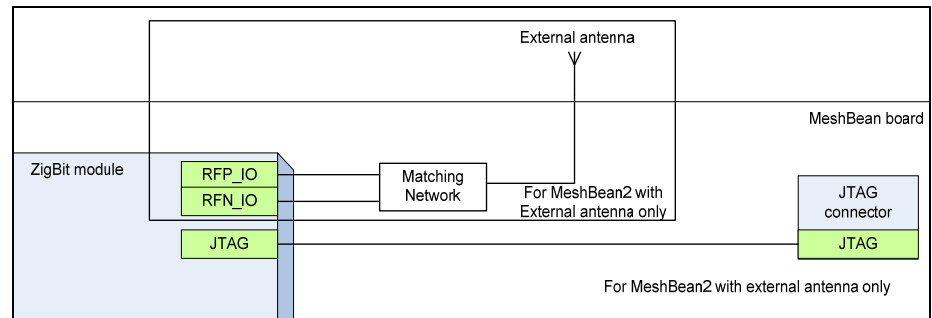 External antenna
MeshBean board
ZigBit module
RFP_IO
RFN_IO
Matching
Network
For MeshBean2 with
External antenna only
JTAG
connector
JTAG
JTAG
For MeshBean2 with external antenna only